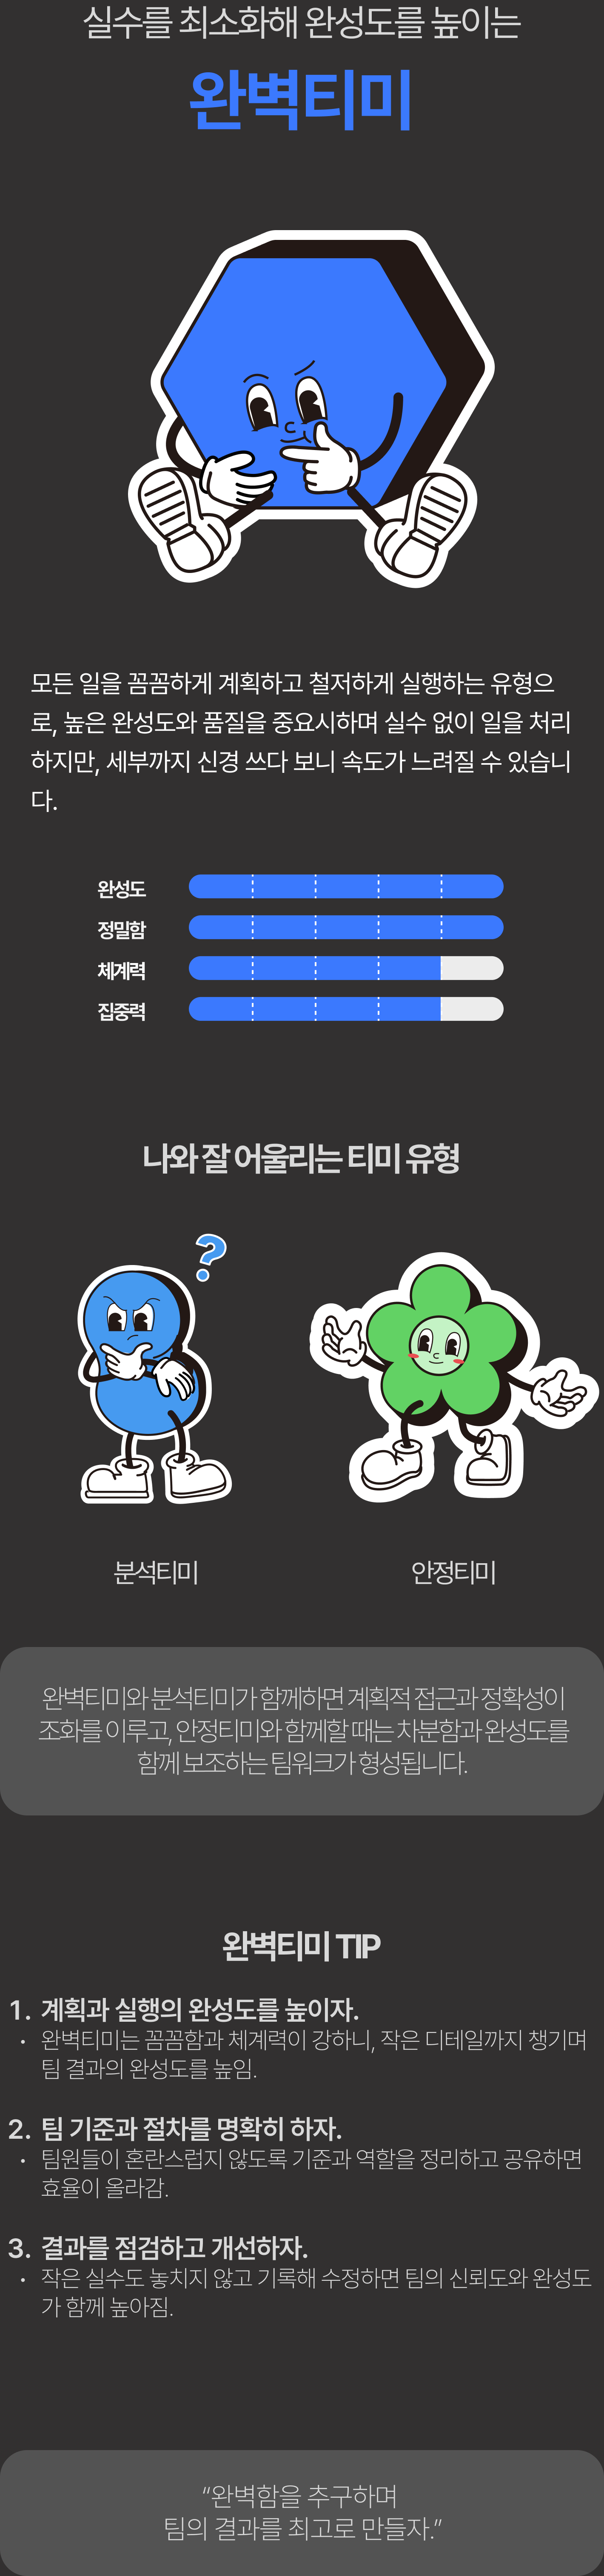 실수를 최소화해 완성도를 높이는
완벽티미
모든 일을 꼼꼼하게 계획하고 철저하게 실행하는 유형으
로, 높은 완성도와 품질을 중요시하며 실수 없이 일을 처리
하지만, 세부까지 신경 쓰다 보니 속도가 느려질 수 있습니
다.
완성도
정밀함
체계력
집중력
나와 잘 어울리는 티미 유형
?
분석티미 안정티미
완벽티미와 분석티미가 함께하면 계획적 접근과 정확성이
조화를 이루고, 안정티미와 함께할 때는 차분함과 완성도를
함께 보조하는 팀워크가 형성됩니다.
완벽티미 TIP
1. 계획과 실행의 완성도를 높이자.
• 완벽티미는 꼼꼼함과 체계력이 강하니, 작은 디테일까지 챙기며
팀 결과의 완성도를 높임.
2. 팀 기준과 절차를 명확히 하자.
• 팀원들이 혼란스럽지 않도록 기준과 역할을 정리하고 공유하면
효율이 올라감.
3. 결과를 점검하고 개선하자.
• 작은 실수도 놓치지 않고 기록해 수정하면 팀의 신뢰도와 완성도
가 함께 높아짐.
“완벽함을 추구하며
팀의 결과를 최고로 만들자.”